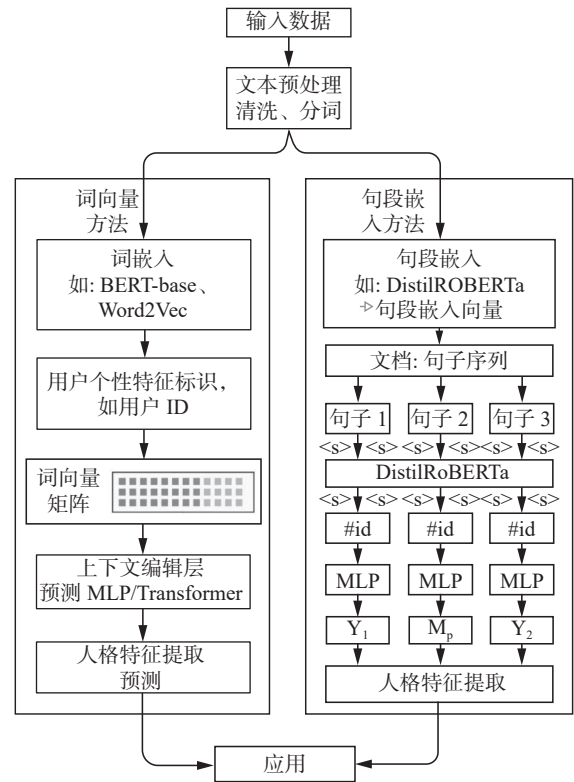 输入数据
文本预处理
清洗、分词
词向量
方法
词嵌入
如: BERT-base、
Word2Vec
用户个性特征标识,
如用户 ID
词向量
矩阵
上下文编辑层
预测 MLP/Transformer
人格特征提取
预测
句段嵌
入方法
句段嵌入
如: DistilROBERTa
句段嵌入向量
文档: 句子序列
句子 1 句子 2 句子 3
<s> <s> <s> <s><s> <s>
DistilRoBERTa
<s> <s> <s> <s><s> <s>
#id #id #id
MLP MLP MLP
Y1 Mp Y2
人格特征提取
应用